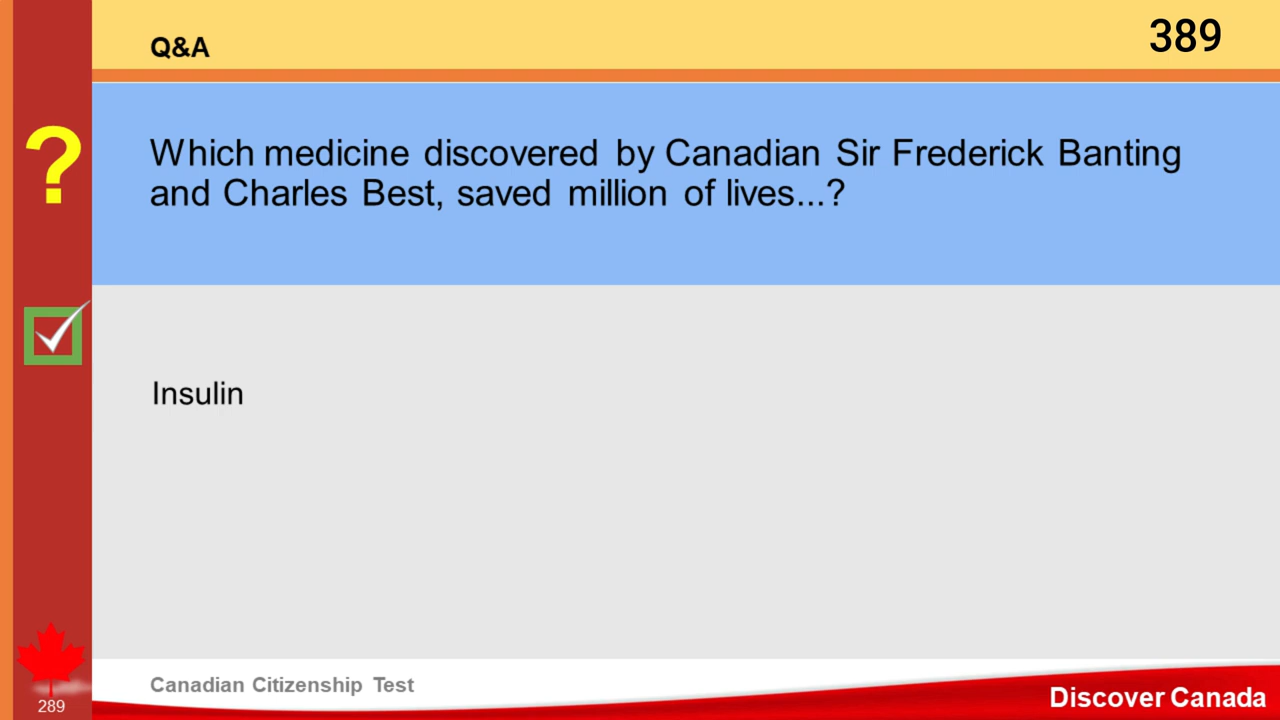 Q&A
389
?
Which medicine discovered by Canadian Sir Frederick Banting
and Charles Best, saved million of lives...?
Insulin
Canadian Citizenship Test
289
Discover Canada